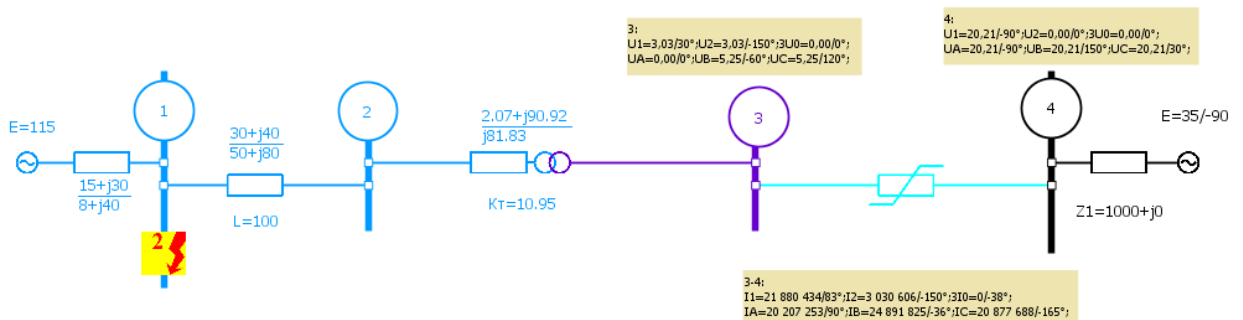 3:
U1=3,03/30°;U2=3,03/-150°;3U0=0,00/0°;
UA=0,00/0°;UB=5,25/-60°;UC=5,25/120°;
4:
U1=20,21/-90°;U2=0,00/0°;3U0=0,00/0°;
UA=20,21/-90°;UB=20,21/150°;UC=20,21/30°;
E=115
1
2
3
4
E=35/-90
15+j30
8+j40
30+j40
50+j80
L=100
2.07+j90.92
j81.83
Кт=10.95
Z1=1000+j0
2
3-4:
I1=21 880 434/83°;I2=3 030 606/-150°;3I0=0/-38°;
IA=20 207 253/90°;IB=24 891 825/-36°;IC=20 877 688/-165°;